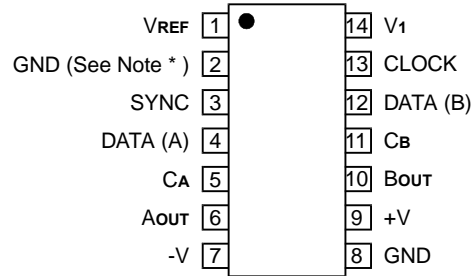 VREF 1 14 V1
GND (See Note * ) 2 13 CLOCK
SYNC 3 12 DATA (B)
DATA (A) 4 11 CB
CA 5 10 BOUT
AOUT 6 9 +V
-V 7 8 GND